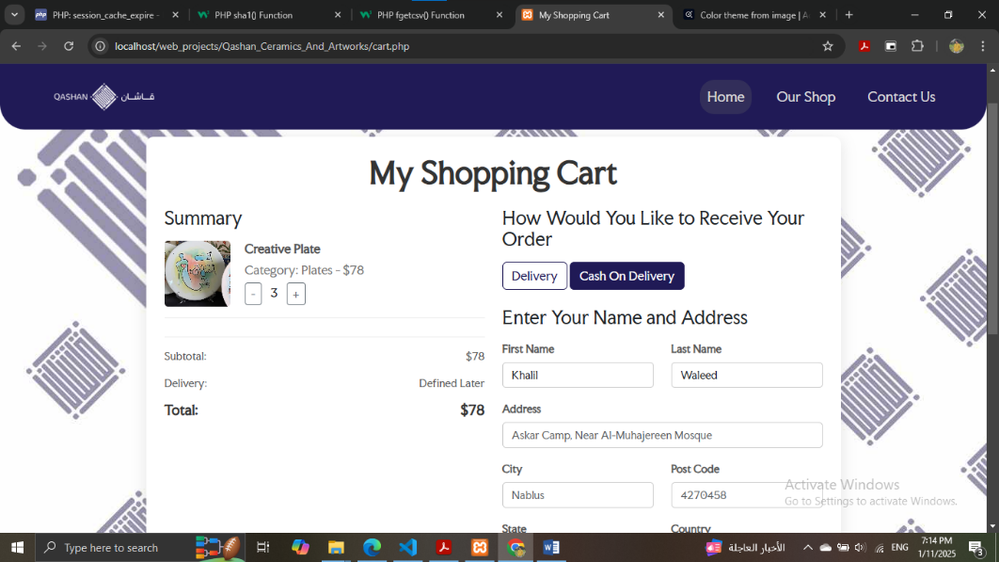 PHP: session_cache_expire -
PHP sha1() Function
PHP fgetcsv() Function
My Shopping Cart
Color theme from image | A
localhost/web_projects/Qashan_Ceramics_And_Artworks/cart.php
QASHAN قاشان
Home
Our Shop
Contact Us
My Shopping Cart
Summary
Creative Plate
Category: Plates - $78
- 3 +
Subtotal: $78
Delivery: Defined Later
Total: $78
How Would You Like to Receive Your
Order
Delivery
Cash On Delivery
Enter Your Name and Address
First Name Last Name
Khalil Waleed
Address
Askar Camp, Near Al-Muhajereen Mosque
City Post Code
Nablus 4270458
State Country
Activate Windows
Go to Settings to activate Windows.
Type here to search
الأخبار العاجلة
ENG
7:14 PM
1/11/2025
3